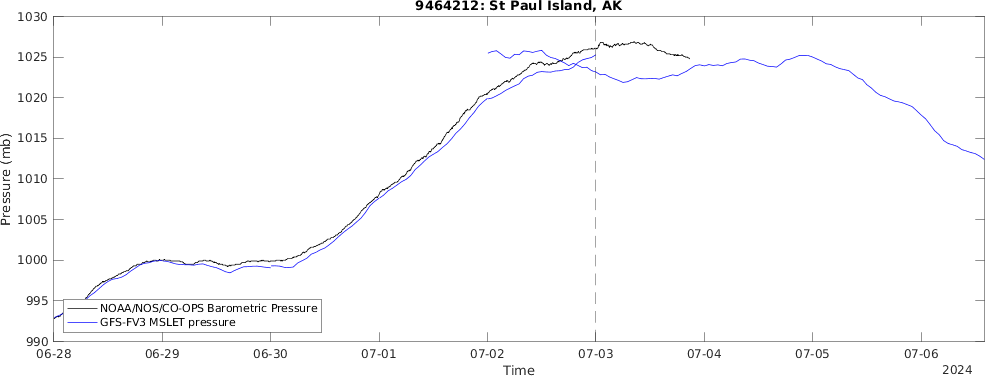 9464212: St Paul Island, AK
1030
1025
1020
1015
1010
1005
1000
995
990
Pressure (mb)
NOAA/NOS/CO-OPS Barometric Pressure
GFS-FV3 MSLET pressure
06-28 06-29 06-30 07-01 07-02 07-03 07-04 07-05 07-06
Time
2024